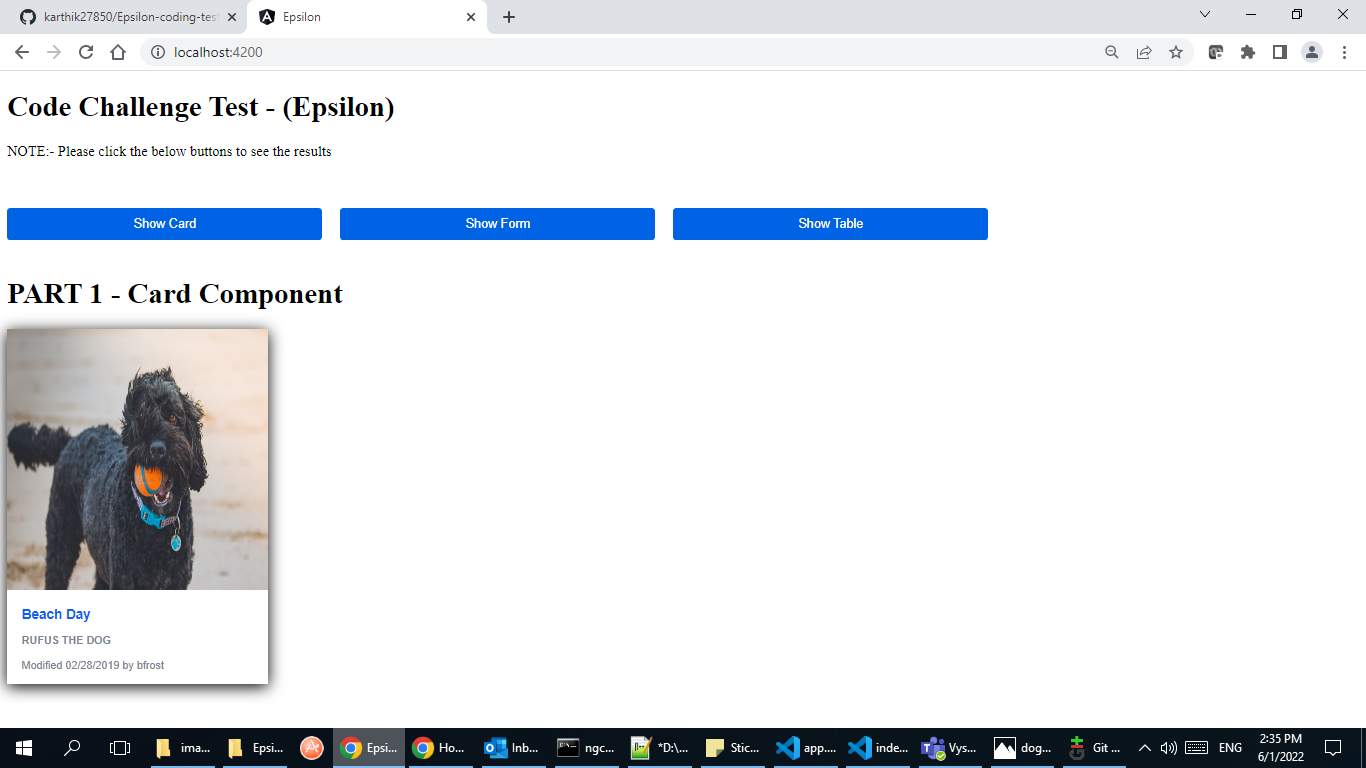 karthik27850/Epsilon-coding-tes
Epsilon
localhost:4200
Code Challenge Test - (Epsilon)
NOTE:- Please click the below buttons to see the results
Show Card
Show Form
Show Table
PART 1 - Card Component
Beach Day
RUFUS THE DOG
Modified 02/28/2019 by bfrost
ima...
Epsi...
Epsi...
Ho...
Inb...
ngc...
*D:\...
Stic...
app....
inde...
Vys...
dog...
Git ...
ENG
2:35 PM
6/1/2022